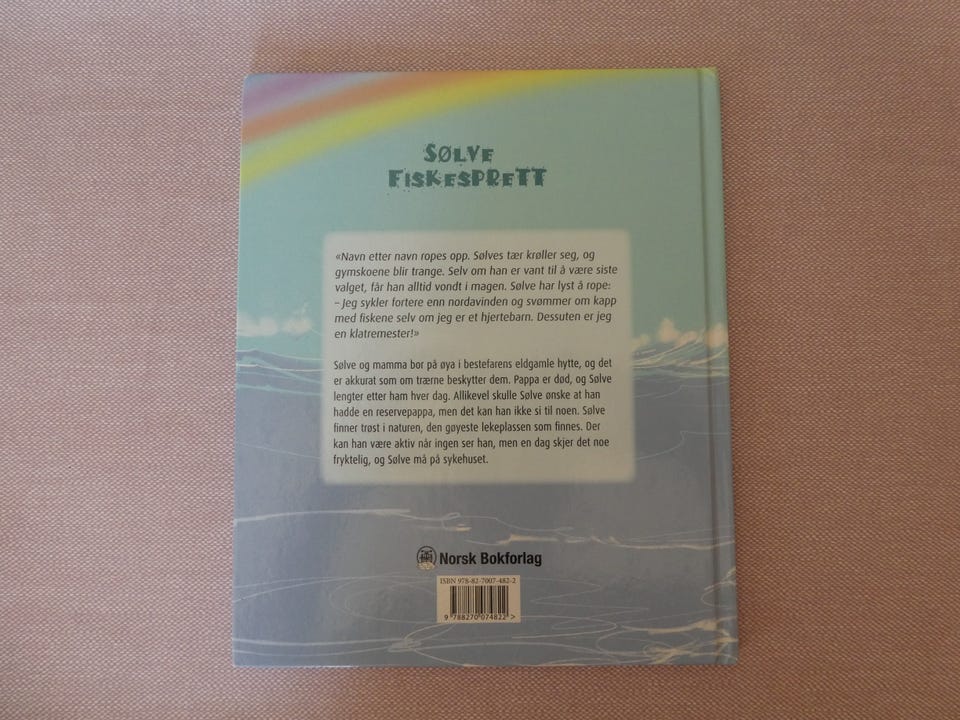 SØLVE
FISKESPRETT
«Navn etter navn ropes opp. Sølves tær krøller seg, og
gymskoene blir trange. Selv om han er vant til å være siste
valget, får han alltid vondt i magen. Sølve har lyst å rope:
– Jeg sykler fortere enn nordavinden og svømmer om kapp
med fiskene selv om jeg er et hjertebarn. Dessuten er jeg
en klatremester!»
Sølve og mamma bor på øya i bestefarens eldgamle hytte, og det
er akkurat som om trærne beskytter dem. Pappa er død, og Sølve
lengter etter ham hver dag. Allikevel skulle Sølve ønske at han
hadde en reservepappa, men det kan han ikke si til noen. Sølve
finner trøst i naturen, den gøyeste lekeplassen som finnes. Der
kan han være aktiv når ingen ser han, men en dag skjer det noe
fryktelig, og Sølve må på sykehuset.
Norsk Bokforlag
ISBN 978-82-7007-482-2
9 788270 074822 >